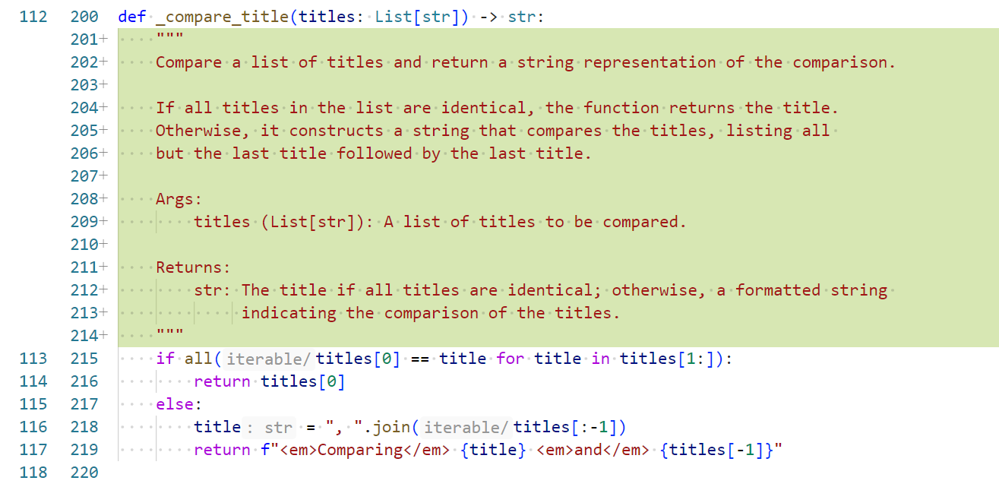 112 200 def _compare_title(titles: List[str]) -> str:
201+ """
202+ Compare a list of titles and return a string representation of the comparison.
203+
204+ If all titles in the list are identical, the function returns the title.
205+ Otherwise, it constructs a string that compares the titles, listing all
206+ but the last title followed by the last title.
207+
208+ Args:
209+ titles (List[str]): A list of titles to be compared.
210+
211+ Returns:
212+ str: The title if all titles are identical; otherwise, a formatted string
213+ indicating the comparison of the titles.
214+ """
113 215 if all(iterable/titles[0] == title for title in titles[1:]):
114 216 return titles[0]
115 217 else:
116 218 title: str = ", ".join(iterable/titles[:-1])
117 219 return f"<em>Comparing</em> {title} <em>and</em> {titles[-1]}"
118 220